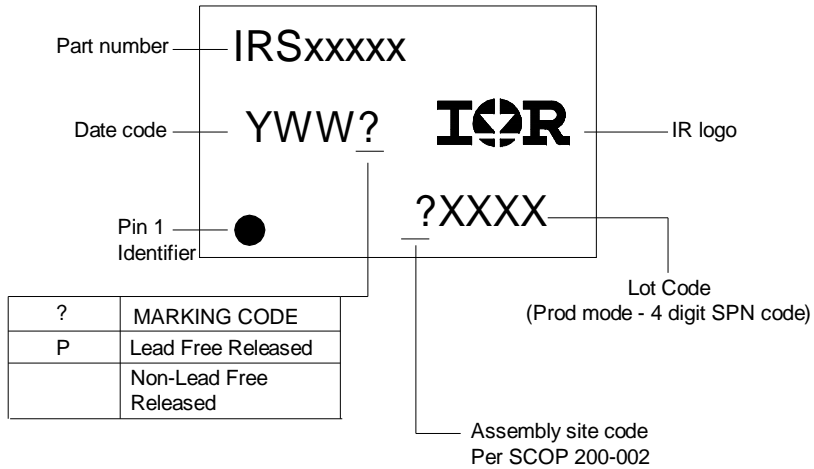 Part number
IRSxxxxx
Date code
YWW?
IOR
IR logo
?XXXX
Pin 1
Identifier
Lot Code
(Prod mode - 4 digit SPN code)
? MARKING CODE
P Lead Free Released
Non-Lead Free
Released
Assembly site code
Per SCOP 200-002